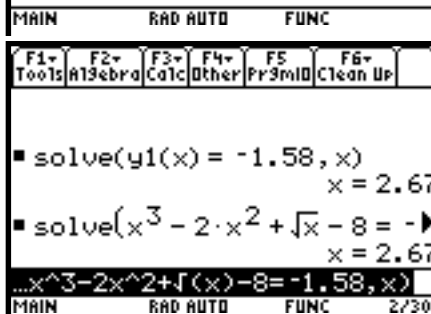 MAIN RAD AUTO FUNC
F1▾ F2▾ F3▾ F4▾ F5 F6▾
Tools Algebra Calc Other PrgmIO Clean Up
▪ solve(y1(x) = -1.58, x)
x = 2.67
▪ solve(x³ - 2·x² + √x - 8 = -▶
x = 2.67
…x^3-2x^2+√(x)-8=-1.58,x)
MAIN RAD AUTO FUNC 2/30